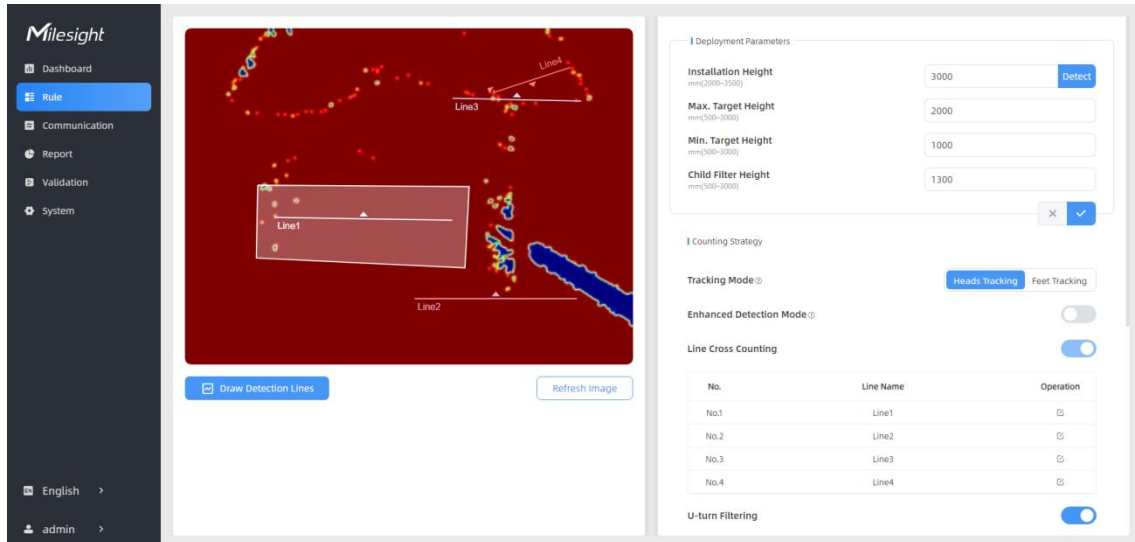 Milesight
Dashboard
Rule
Communication
Report
Validation
System
English
admin
Line4
Line3
Line1
Line2
Draw Detection Lines
Refresh Image
Deployment Parameters
Installation Height
mm(2000~3500)
3000
Detect
Max. Target Height
mm(500~3000)
2000
Min. Target Height
mm(500~3000)
1000
Child Filter Height
mm(500~3000)
1300
Counting Strategy
Tracking Mode
Heads Tracking
Feet Tracking
Enhanced Detection Mode
Line Cross Counting
No. Line Name Operation
No.1 Line1
No.2 Line2
No.3 Line3
No.4 Line4
U-turn Filtering